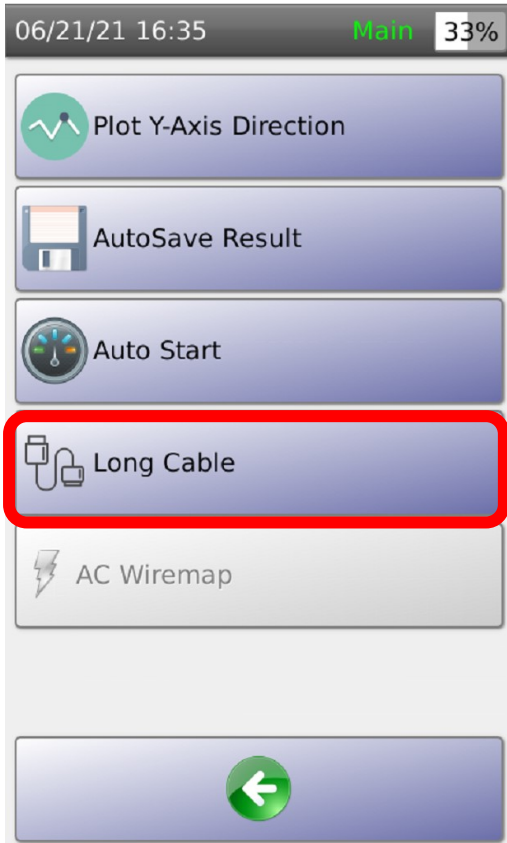 06/21/21 16:35 Main 33%
Plot Y-Axis Direction
AutoSave Result
Auto Start
Long Cable
AC Wiremap